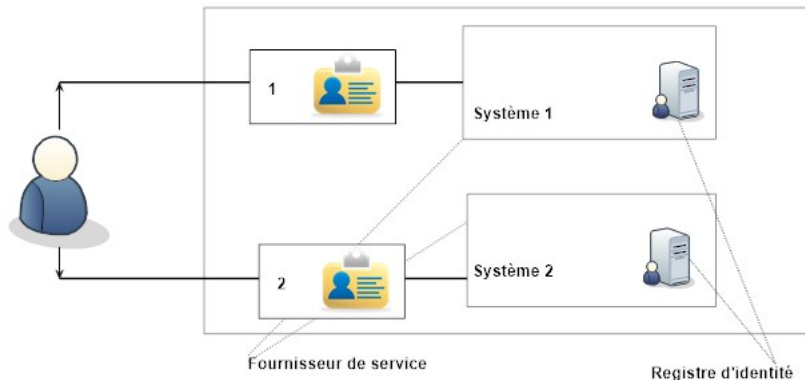 1
Système 1
2
Système 2
Fournisseur de service
Registre d'identité